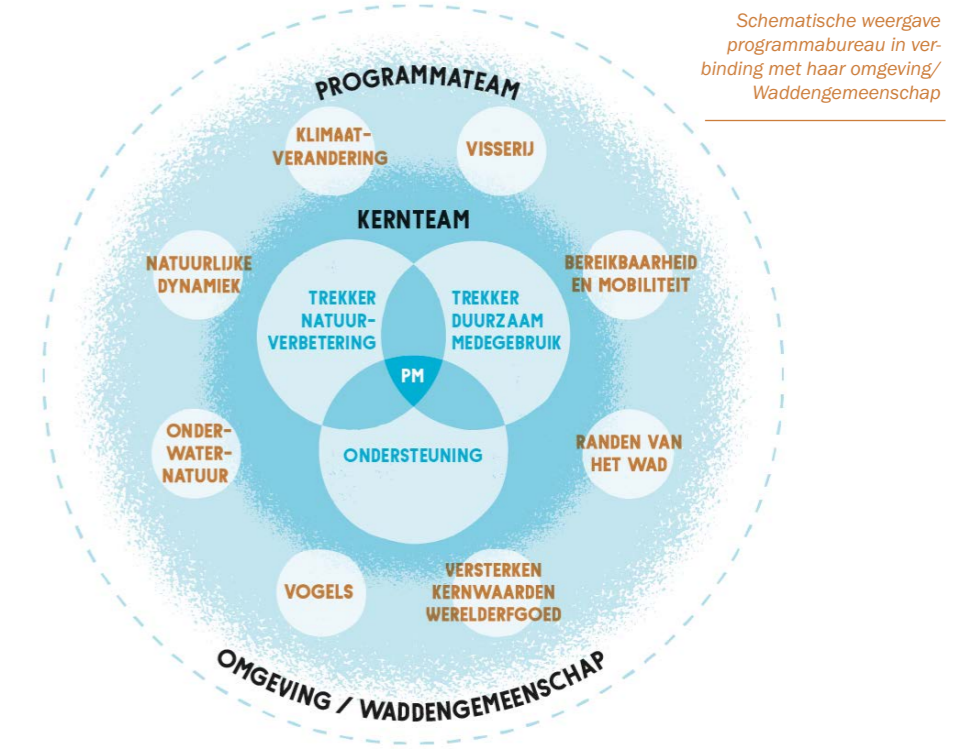 Schematische weergave
programmabureau in ver-
binding met haar omgeving/
Waddengemeenschap
PROGRAMMATEAM
KLIMAAT-
VERANDERING
VISSERIJ
KERNTEAM
NATUURLIJKE
DYNAMIEK
BEREIKBAARHEID
EN MOBILITEIT
TREKKER
NATUUR-
VERBETERING
TREKKER
DUURZAAM
MEDEGEBRUIK
PM
ONDER-
WATER-
NATUUR
ONDERSTEUNING
RANDEN VAN
HET WAD
VOGELS
VERSTERKEN
KERNWAARDEN
WERELDERFGOED
OMGEVING / WADDENGEMEENSCHAP